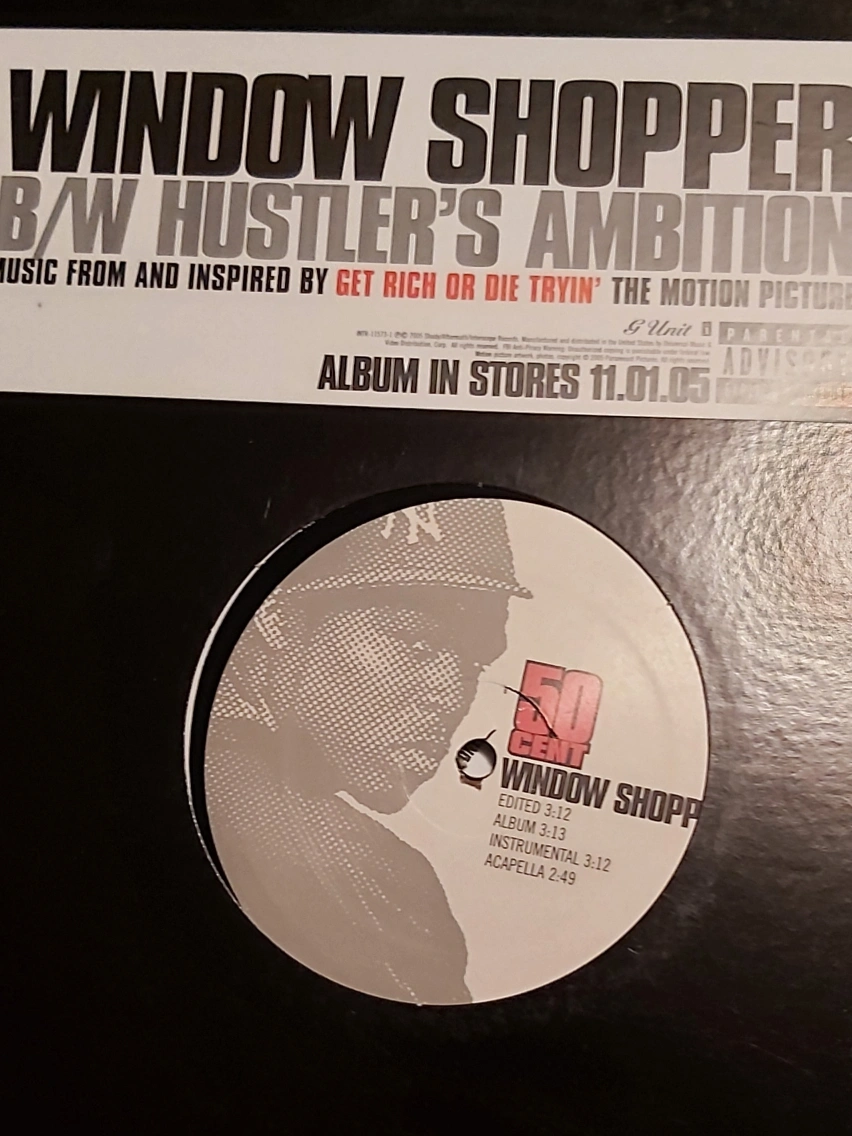 WINDOW SHOPPER
B/W HUSTLER'S AMBITION
MUSIC FROM AND INSPIRED BY GET RICH OR DIE TRYIN' THE MOTION PICTURE
G Unit
ALBUM IN STORES 11.01.05
ADVISORY
NY
50
CENT
WINDOW SHOPP
EDITED 3:12
ALBUM 3:13
INSTRUMENTAL 3:12
ACAPELLA 2:49